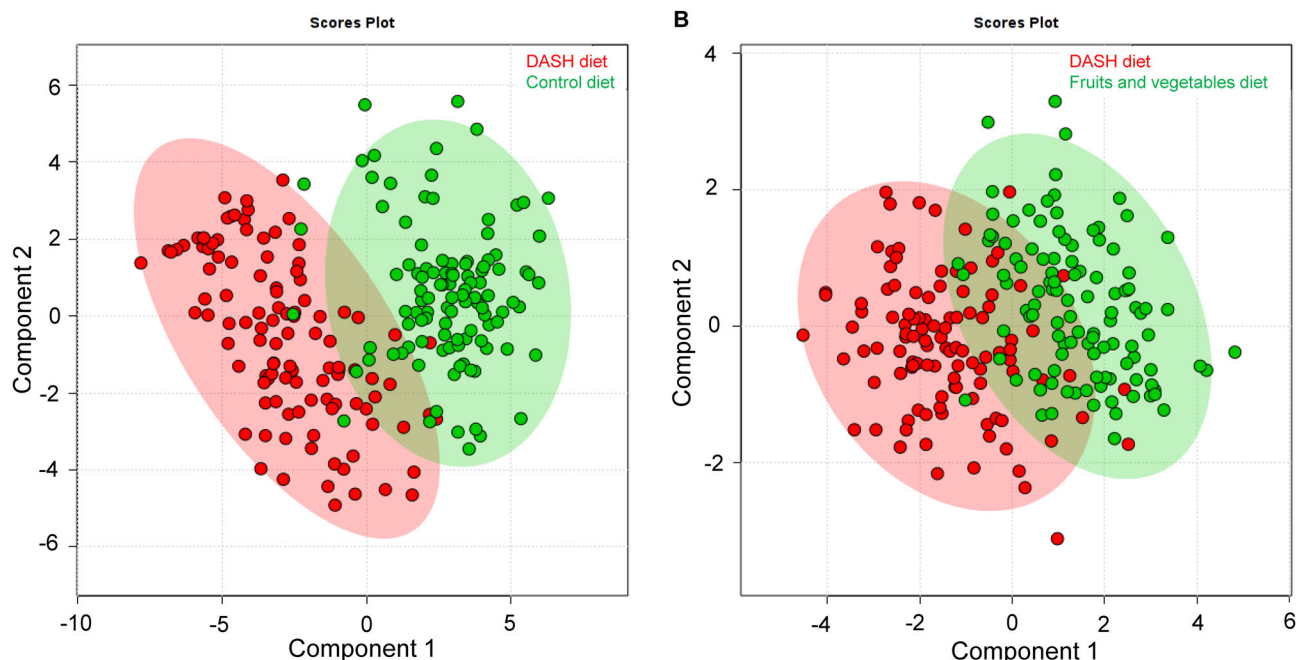 Scores Plot
DASH diet
Control diet
6
4
2
0
-2
-4
-6
Component 2
-10
-5
0
5
Component 1
B
Scores Plot
DASH diet
Fruits and vegetables diet
4
2
0
-2
Component 2
-4
-2
0
2
4
6
Component 1